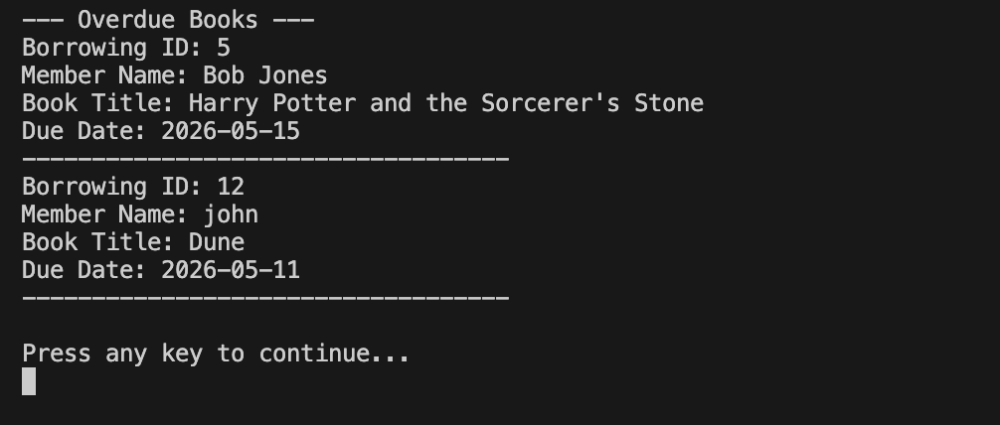 --- Overdue Books ---
Borrowing ID: 5
Member Name: Bob Jones
Book Title: Harry Potter and the Sorcerer's Stone
Due Date: 2026-05-15
-----------------------------------
Borrowing ID: 12
Member Name: john
Book Title: Dune
Due Date: 2026-05-11
-----------------------------------
Press any key to continue...